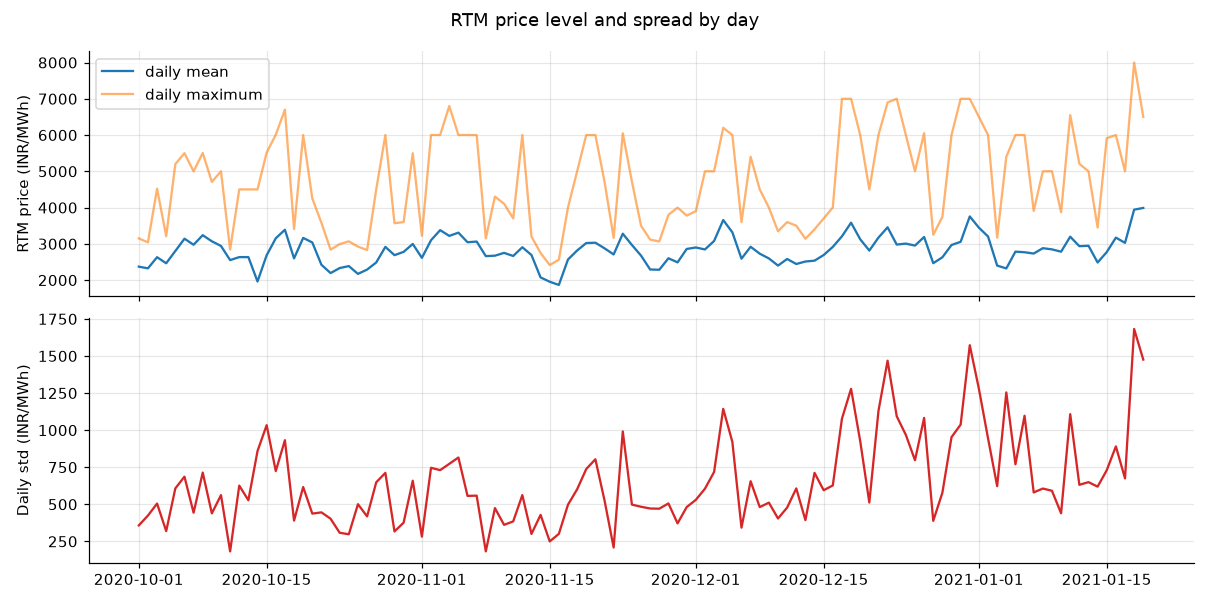 RTM price level and spread by day
RTM price (INR/MWh)
8000
7000
6000
5000
4000
3000
2000
daily mean
daily maximum
Daily std (INR/MWh)
1750
1500
1250
1000
750
500
250
2020-10-01 2020-10-15 2020-11-01 2020-11-15 2020-12-01 2020-12-15 2021-01-01 2021-01-15